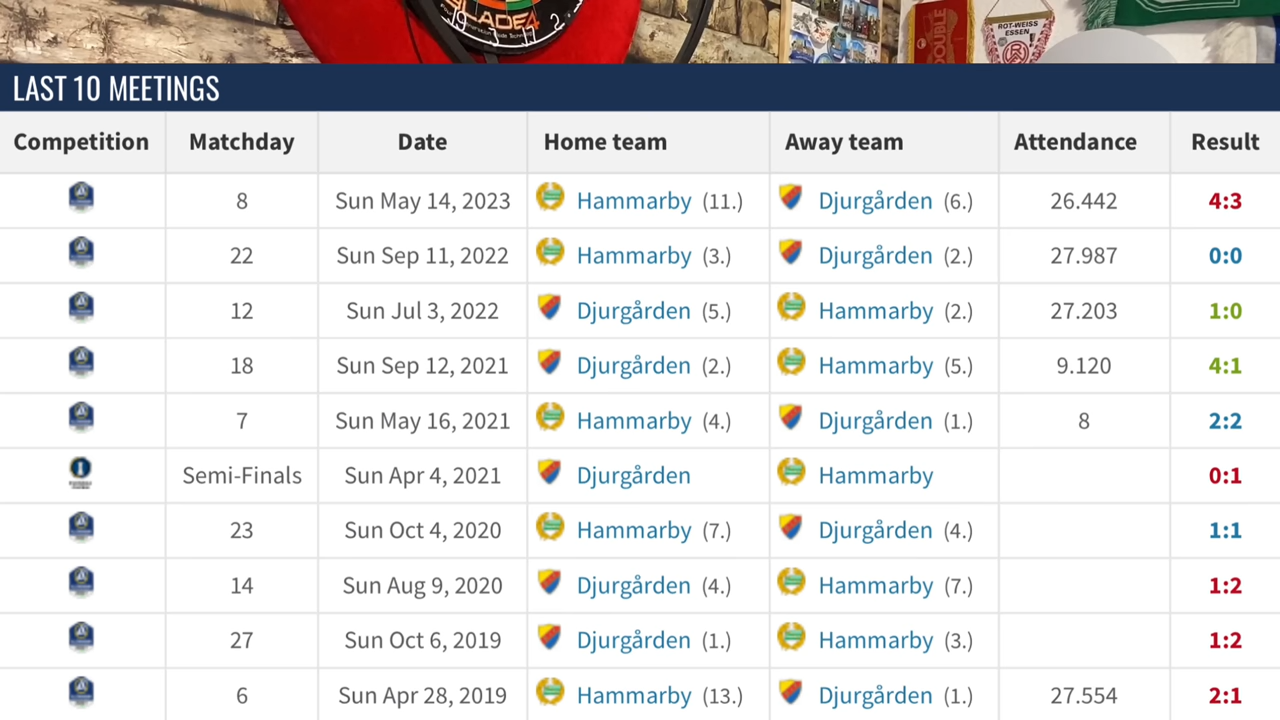 19 3 17 2
BLADE4
DOUBLE
ROT-WEISS
ESSEN
LAST 10 MEETINGS
Competition Matchday Date Home team Away team Attendance Result
8 Sun May 14, 2023 Hammarby (11.) Djurgården (6.) 26.442 4:3
22 Sun Sep 11, 2022 Hammarby (3.) Djurgården (2.) 27.987 0:0
12 Sun Jul 3, 2022 Djurgården (5.) Hammarby (2.) 27.203 1:0
18 Sun Sep 12, 2021 Djurgården (2.) Hammarby (5.) 9.120 4:1
7 Sun May 16, 2021 Hammarby (4.) Djurgården (1.) 8 2:2
Semi-Finals Sun Apr 4, 2021 Djurgården Hammarby 0:1
23 Sun Oct 4, 2020 Hammarby (7.) Djurgården (4.) 1:1
14 Sun Aug 9, 2020 Djurgården (4.) Hammarby (7.) 1:2
27 Sun Oct 6, 2019 Djurgården (1.) Hammarby (3.) 1:2
6 Sun Apr 28, 2019 Hammarby (13.) Djurgården (1.) 27.554 2:1